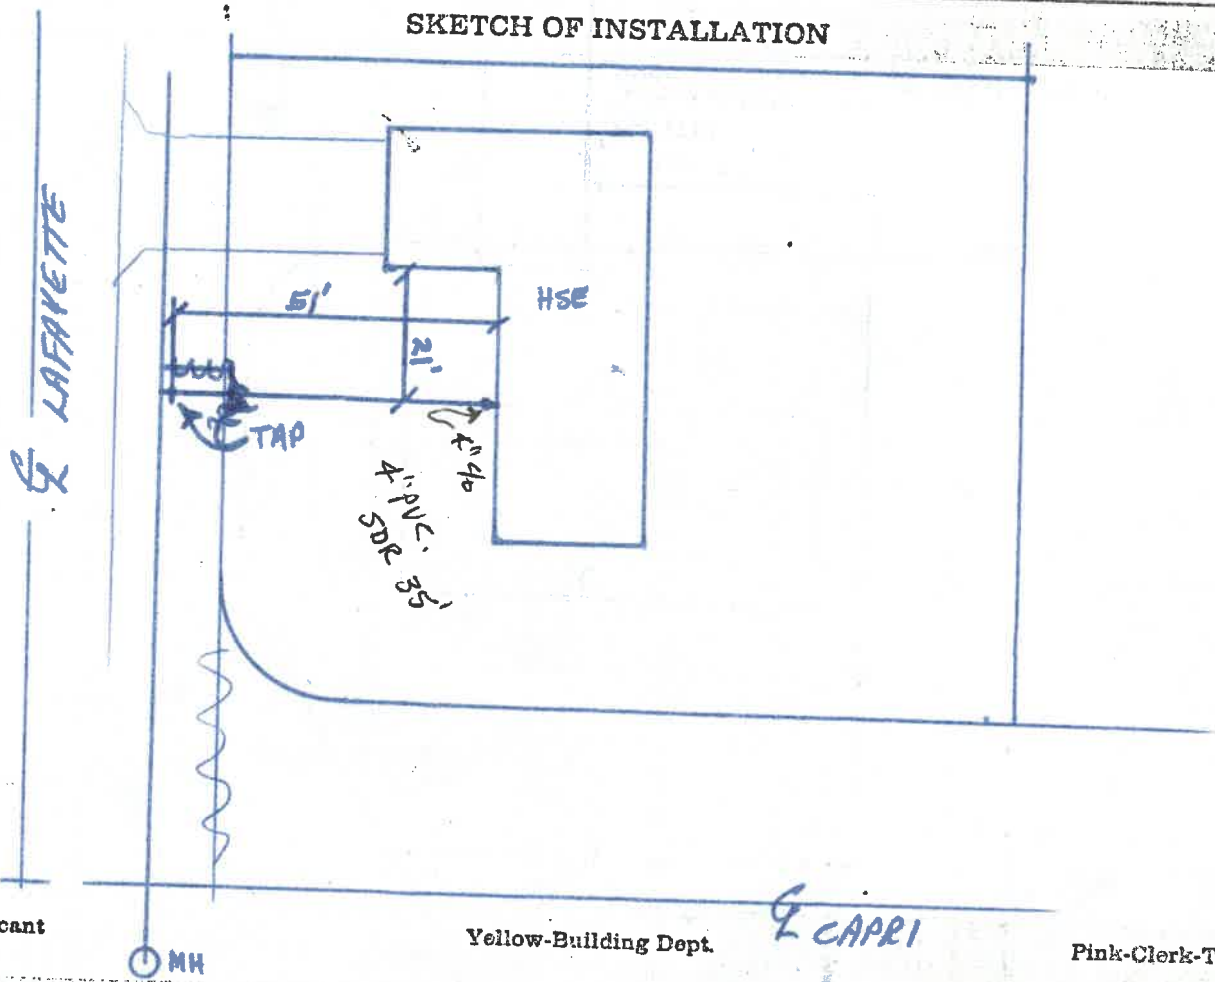 SKETCH OF INSTALLATION
℄ LAFAYETTE
51'
HSE
21'
TAP
4" c/o
4" PVC.
SDR 35'
℄ CAPRI
cant
Yellow-Building Dept.
Pink-Clerk-T
MH